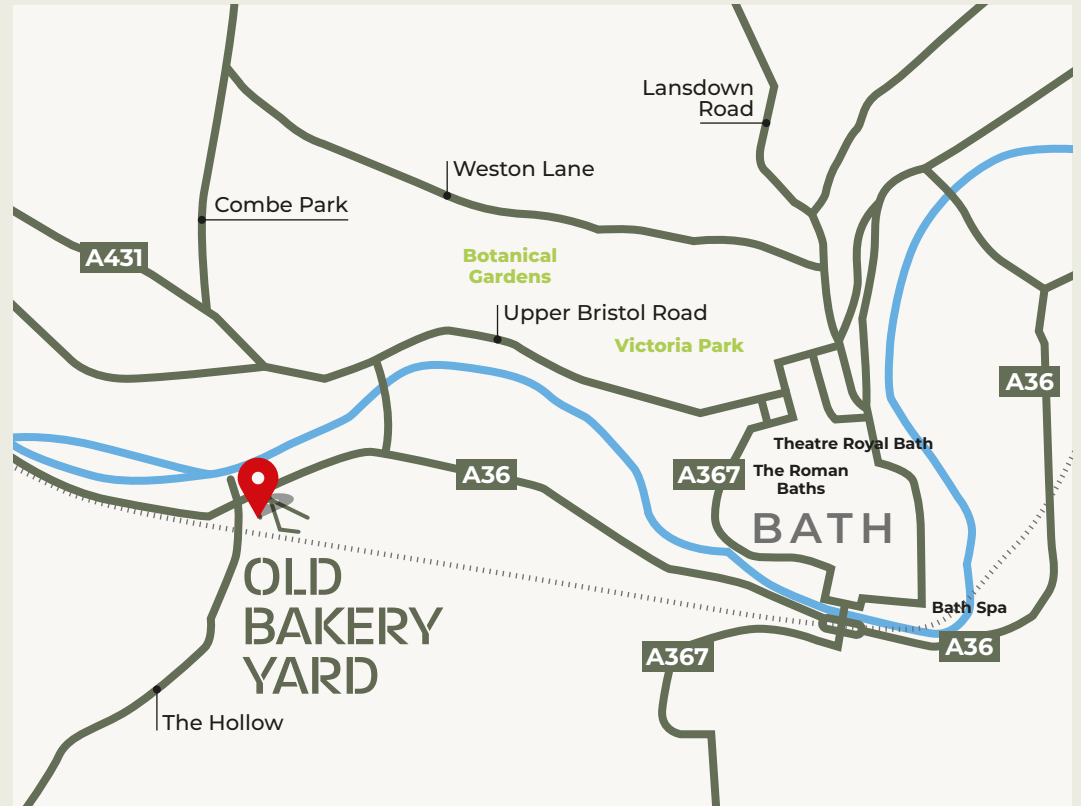 Lansdown
Road
Weston Lane
Combe Park
A431
Botanical
Gardens
Upper Bristol Road
Victoria Park
A36
Theatre Royal Bath
A36
A367
The Roman
Baths
BATH
OLD
BAKERY
YARD
Bath Spa
A36
A367
The Hollow